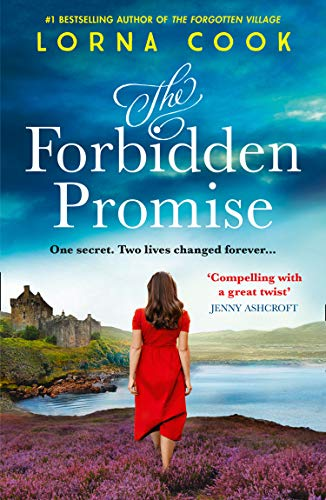 #1 BESTSELLING AUTHOR OF THE FORGOTTEN VILLAGE
LORNA COOK
The
Forbidden
Promise
One secret. Two lives changed forever...
‘Compelling with
a great twist’
JENNY ASHCROFT